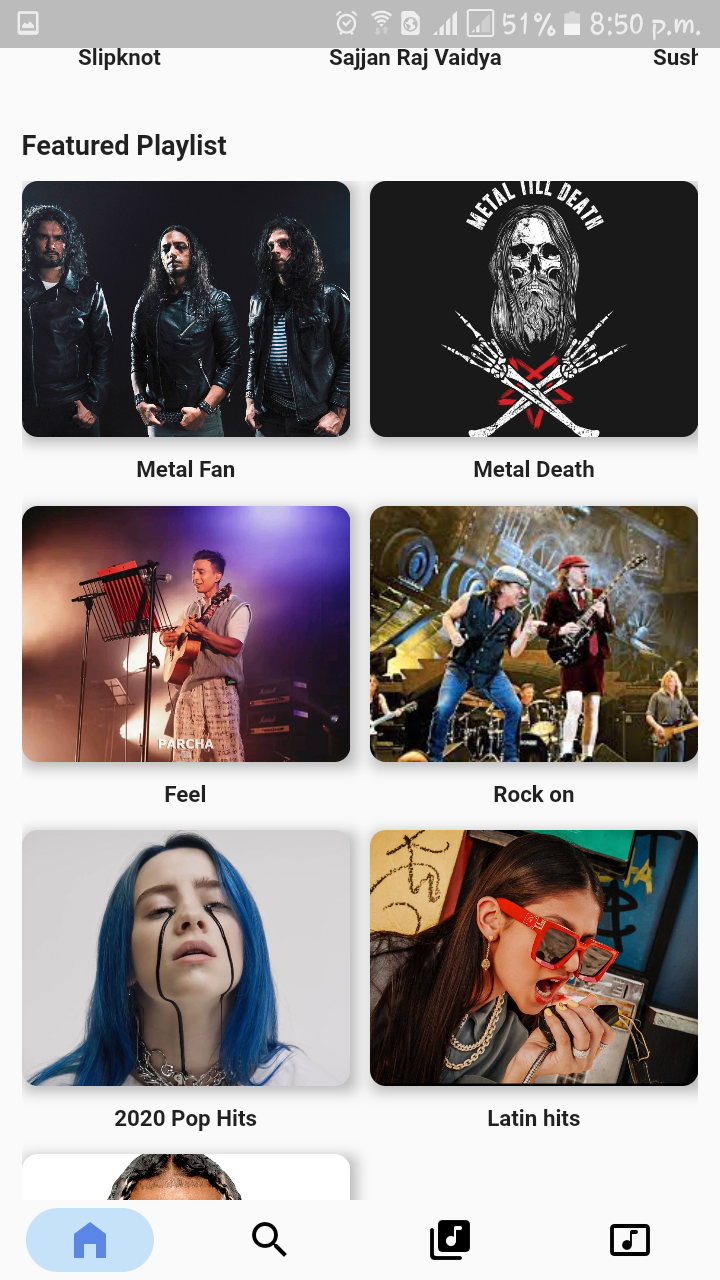 51% 8:50 p.m.
Slipknot Sajjan Raj Vaidya Sush
Featured Playlist
METAL TILL DEATH
Metal Fan Metal Death
PARCHA
Feel Rock on
2020 Pop Hits Latin hits